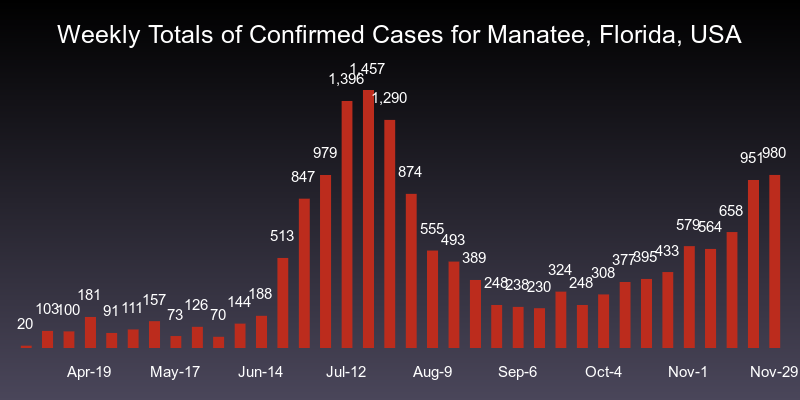 Weekly Totals of Confirmed Cases for Manatee, Florida, USA
20 103 100 181 91 111 157 73 126 70 144 188 513 847 979 1,396 1,457 1,290 874 555 493 389 248 238 230 324 248 308 377 395 433 579 564 658 951 980
Apr-19 May-17 Jun-14 Jul-12 Aug-9 Sep-6 Oct-4 Nov-1 Nov-29